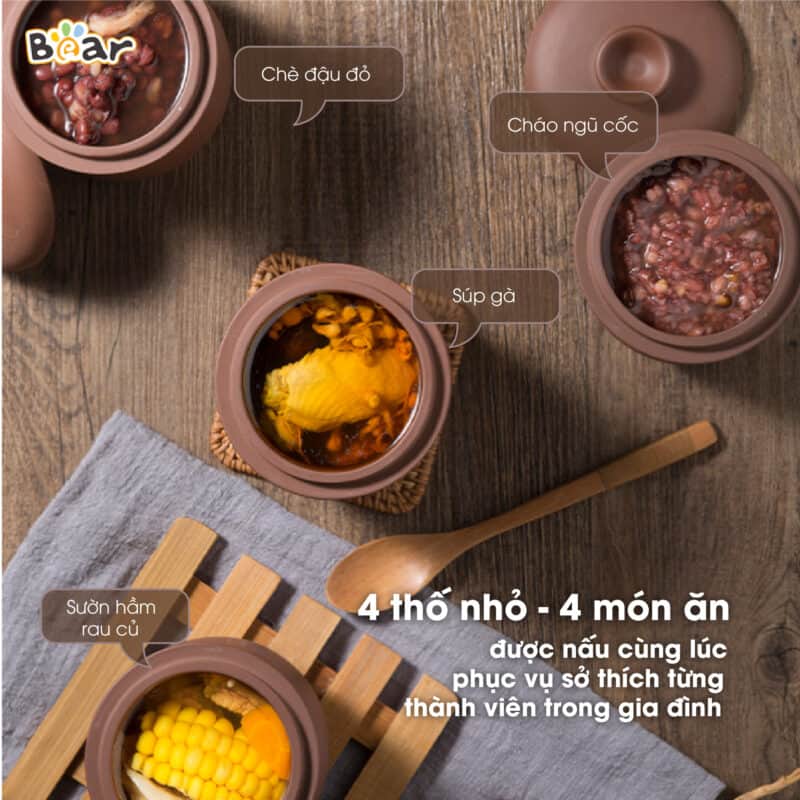 Bear
Chè đậu đỏ
Cháo ngũ cốc
Súp gà
Sườn hầm
rau củ
4 thố nhỏ - 4 món ăn
được nấu cùng lúc
phục vụ sở thích từng
thành viên trong gia đình